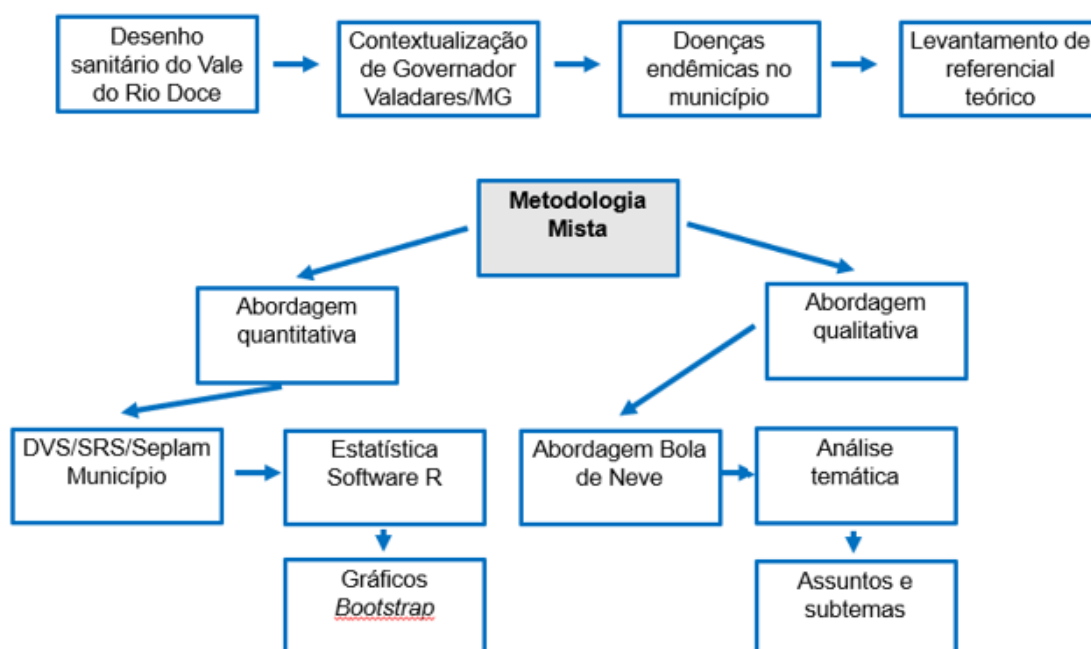 Desenho
sanitário do Vale
do Rio Doce
Contextualização
de Governador
Valadares/MG
Doenças
endêmicas no
município
Levantamento de
referencial
teórico
Metodologia
Mista
Abordagem
quantitativa
Abordagem
qualitativa
DVS/SRS/Seplam
Município
Estatística
Software R
Abordagem Bola
de Neve
Análise
temática
Gráficos
Bootstrap
Assuntos e
subtemas